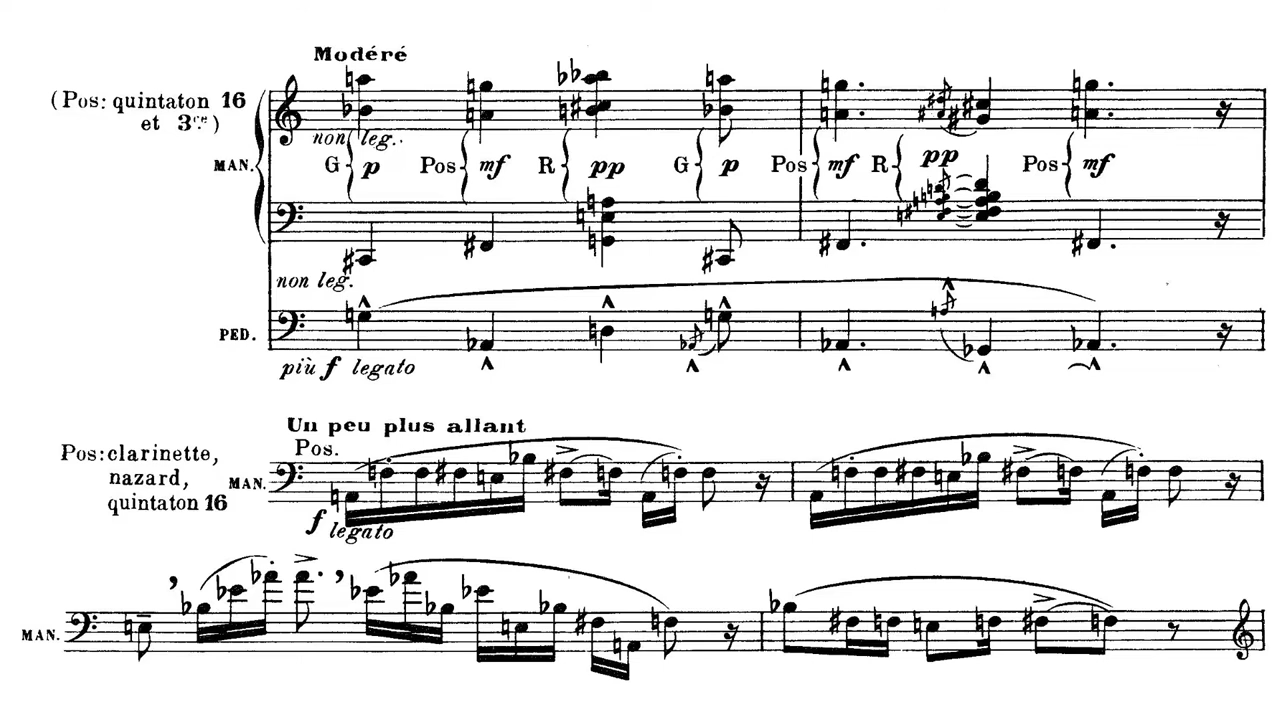 Modéré
(Pos: quintaton 16
et 3ce)
non leg.
MAN.
G p Pos mf R pp G p Pos mf R pp Pos mf
non leg.
PED.
più f legato
Un peu plus allant
Pos: clarinette,
nazard,
quintaton 16
Pos.
MAN.
f legato
MAN.